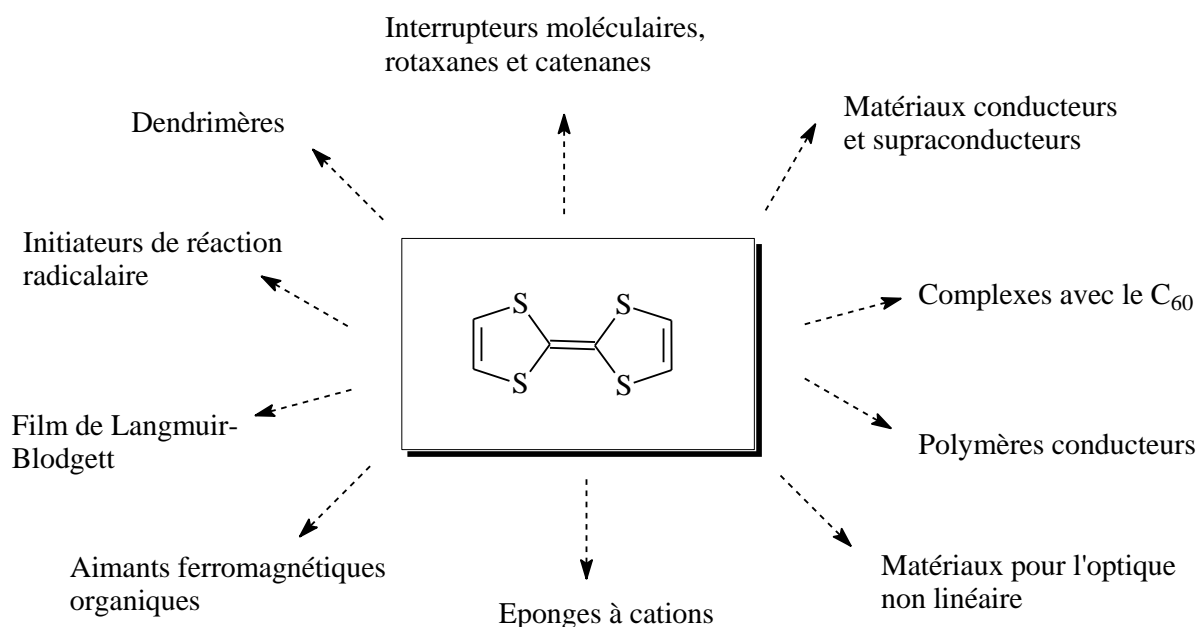 Interrupteurs moléculaires,
rotaxanes et catenanes
Matériaux conducteurs
et supraconducteurs
Dendrimères
Initiateurs de réaction
radicalaire
Complexes avec le C60
S
S
S
S
Film de Langmuir-
Blodgett
Polymères conducteurs
Aimants ferromagnétiques
organiques
Eponges à cations
Matériaux pour l'optique
non linéaire